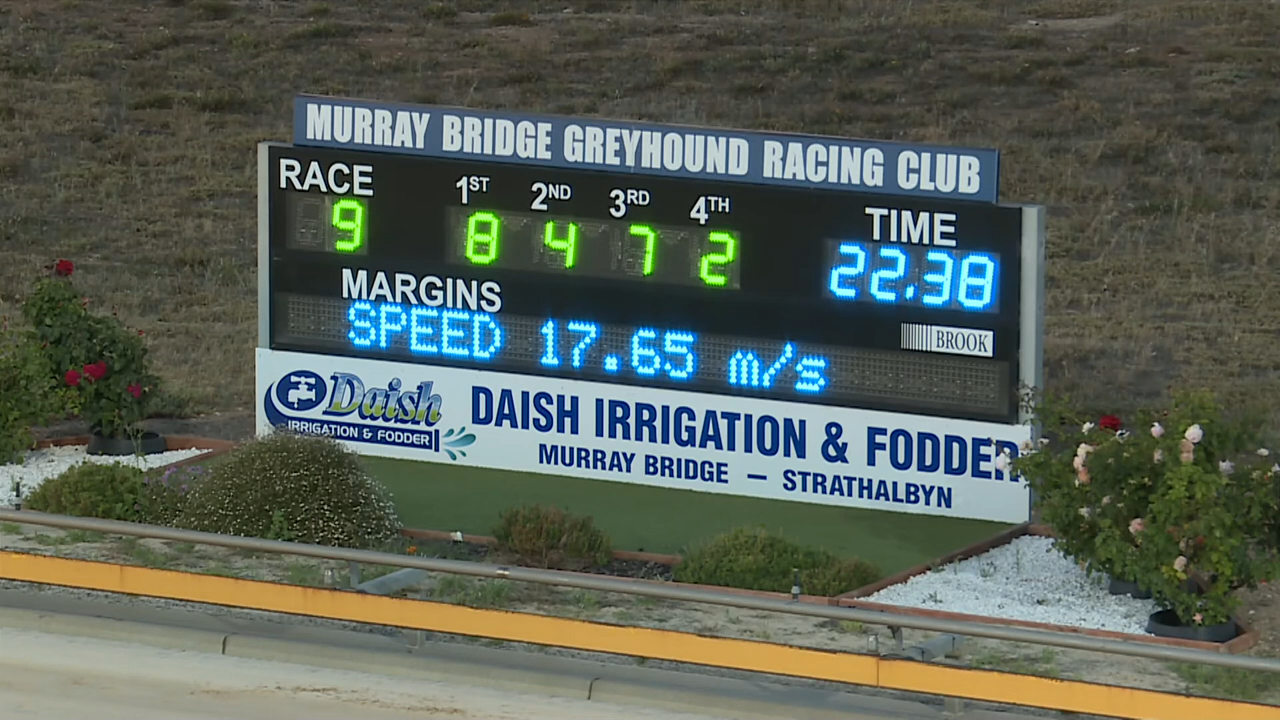 MURRAY BRIDGE GREYHOUND RACING CLUB
RACE 1ST 2ND 3RD 4TH TIME
9 8 4 7 2 22.38
MARGINS
SPEED 17.65 m/s
BROOK
Daish
IRRIGATION & FODDER
DAISH IRRIGATION & FODDER
MURRAY BRIDGE — STRATHALBYN